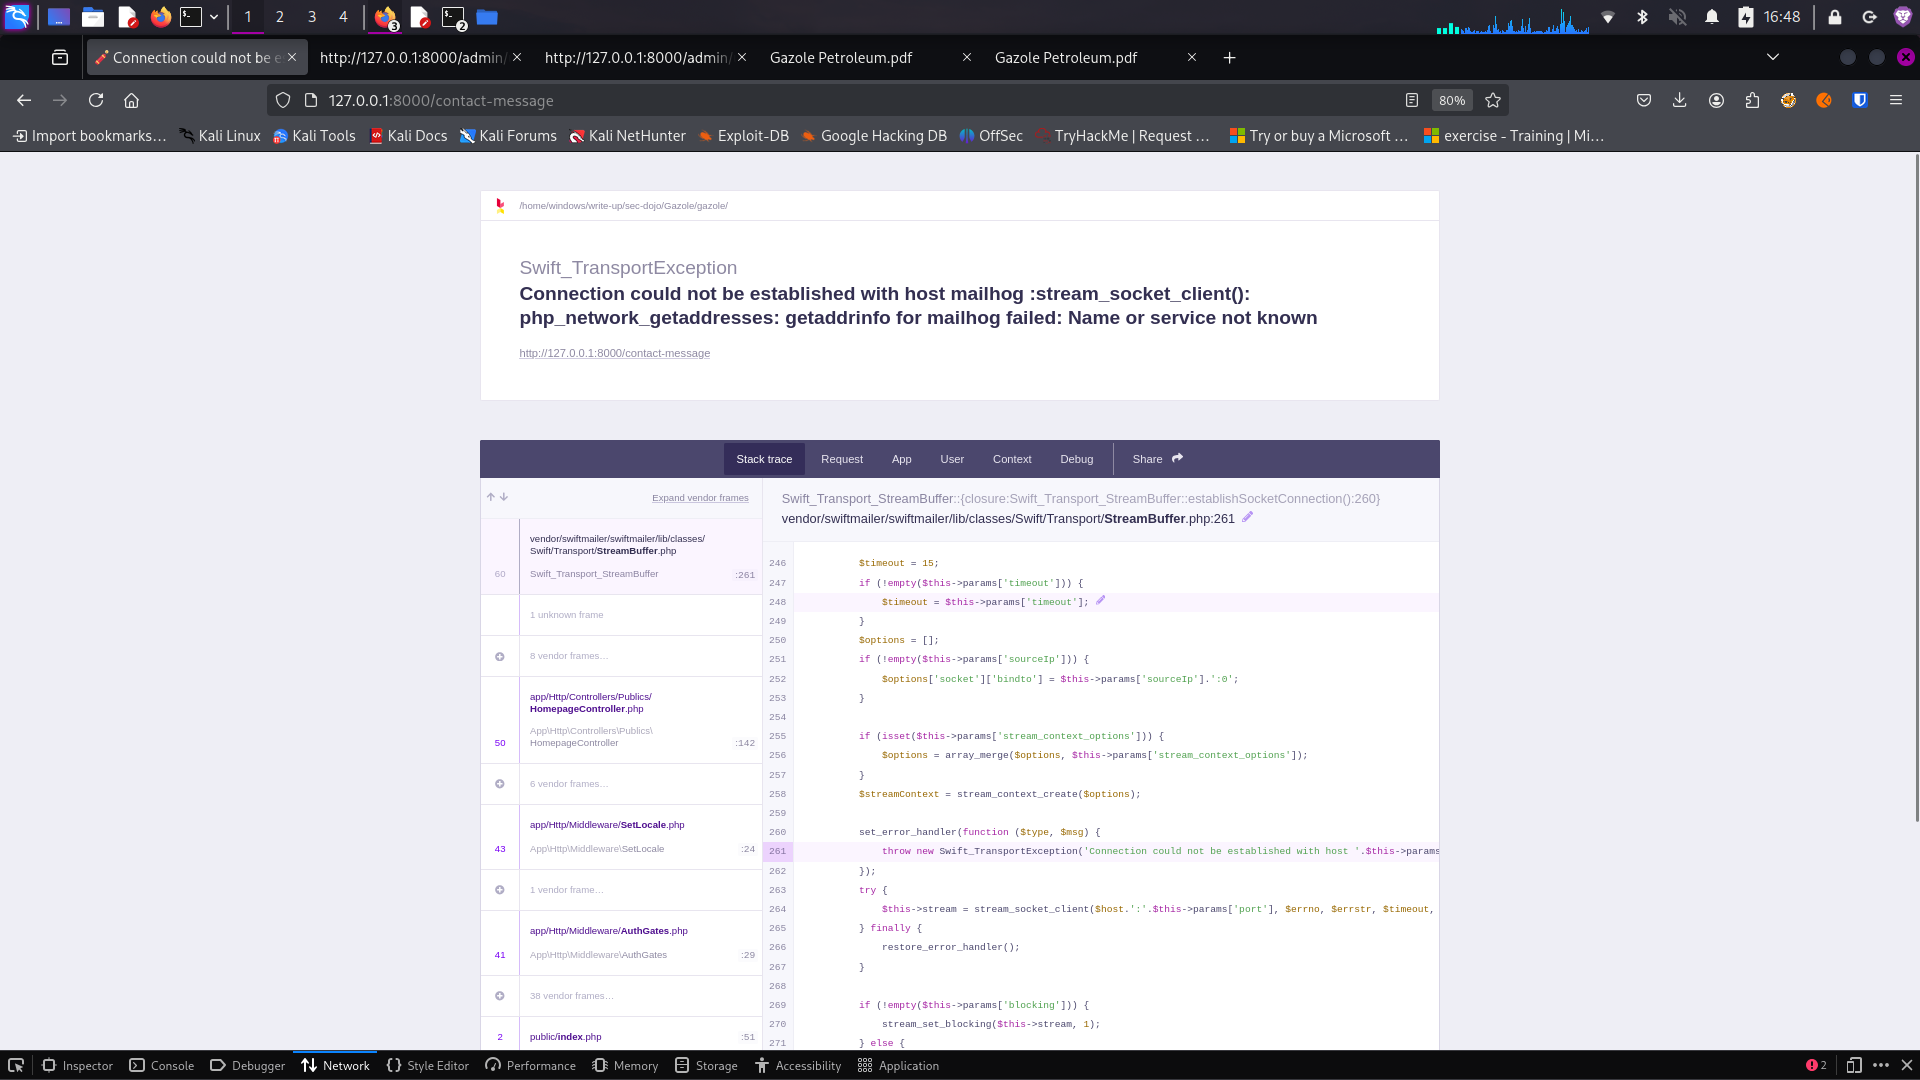 1
2
3
4
3
2
16:48
Connection could not be e
http://127.0.0.1:8000/admin/
http://127.0.0.1:8000/admin/
Gazole Petroleum.pdf
Gazole Petroleum.pdf
127.0.0.1:8000/contact-message
80%
Import bookmarks...
Kali Linux
Kali Tools
Kali Docs
Kali Forums
Kali NetHunter
Exploit-DB
Google Hacking DB
OffSec
TryHackMe | Request ...
Try or buy a Microsoft ...
exercise - Training | Mi...
/home/windows/write-up/sec-dojo/Gazole/gazole/
Swift_TransportException
Connection could not be established with host mailhog :stream_socket_client():
php_network_getaddresses: getaddrinfo for mailhog failed: Name or service not known
http://127.0.0.1:8000/contact-message
Stack trace
Request
App
User
Context
Debug
Share
Expand vendor frames
vendor/swiftmailer/swiftmailer/lib/classes/
Swift/Transport/StreamBuffer.php
60
Swift_Transport_StreamBuffer
:261
1 unknown frame
8 vendor frames...
app/Http/Controllers/Publics/
HomepageController.php
App\Http\Controllers\Publics\
50
HomepageController
:142
6 vendor frames...
app/Http/Middleware/SetLocale.php
43
App\Http\Middleware\SetLocale
:24
1 vendor frame...
app/Http/Middleware/AuthGates.php
41
App\Http\Middleware\AuthGates
:29
38 vendor frames...
2
public/index.php
:51
Swift_Transport_StreamBuffer::{closure:Swift_Transport_StreamBuffer::establishSocketConnection():260}
vendor/swiftmailer/swiftmailer/lib/classes/Swift/Transport/StreamBuffer.php:261
246 $timeout = 15;
247 if (!empty($this->params['timeout'])) {
248 $timeout = $this->params['timeout'];
249 }
250 $options = [];
251 if (!empty($this->params['sourceIp'])) {
252 $options['socket']['bindto'] = $this->params['sourceIp'].':0';
253 }
254
255 if (isset($this->params['stream_context_options'])) {
256 $options = array_merge($options, $this->params['stream_context_options']);
257 }
258 $streamContext = stream_context_create($options);
259
260 set_error_handler(function ($type, $msg) {
261 throw new Swift_TransportException('Connection could not be established with host '.$this->params
262 });
263 try {
264 $this->stream = stream_socket_client($host.':'.$this->params['port'], $errno, $errstr, $timeout,
265 } finally {
266 restore_error_handler();
267 }
268
269 if (!empty($this->params['blocking'])) {
270 stream_set_blocking($this->stream, 1);
271 } else {
Inspector
Console
Debugger
Network
Style Editor
Performance
Memory
Storage
Accessibility
Application
2